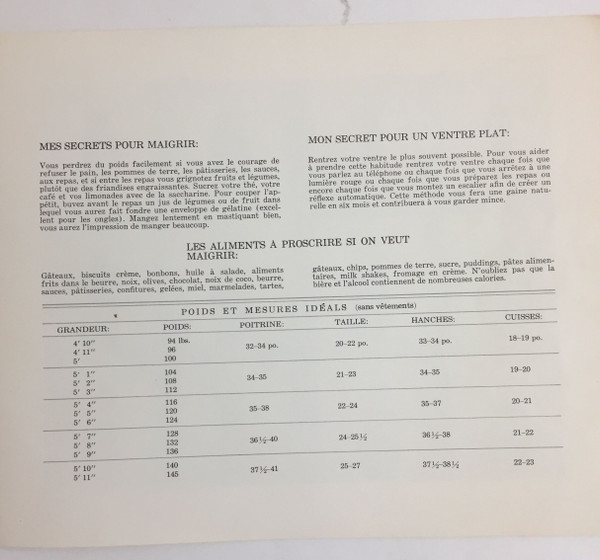 MES SECRETS POUR MAIGRIR:
Vous perdrez du poids facilement si vous avez le courage de
refuser le pain, les pommes de terre, les pâtisseries, les sauces,
aux repas, et si entre les repas vous grignotez fruits et légumes,
plutôt que des friandises engraissantes. Sucrez votre thé, votre
café et vos limonades avec de la saccharine. Pour couper l'ap-
pétit, buvez avant le repas un jus de légumes ou de fruit dans
lequel vous aurez fait fondre une enveloppe de gélatine (excel-
lent pour les ongles). Mangez lentement en mastiquant bien,
vous aurez l'impression de manger beaucoup.
MON SECRET POUR UN VENTRE PLAT:
Rentrez votre ventre le plus souvent possible. Pour vous aider
à prendre cette habitude rentrez votre ventre chaque fois que
vous parlez au téléphone ou chaque fois que vous arrêtez à une
lumière rouge ou chaque fois que vous préparez les repas ou
encore chaque fois que vous montez un escalier afin de créer un
réflexe automatique. Cette méthode vous fera une gaine natu-
relle en six mois et contribuera à vous garder mince.
LES ALIMENTS À PROSCRIRE SI ON VEUT
MAIGRIR:
Gâteaux, biscuits crème, bonbons, huile à salade, aliments
frits dans le beurre, noix, olives, chocolat, noix de coco, beurre,
sauces, pâtisseries, confitures, gelées, miel, marmelades, tartes,
gâteaux, chips, pommes de terre, sucre, puddings, pâtes alimen-
taires, milk shakes, fromage en crème. N'oubliez pas que la
bière et l'alcool contiennent de nombreuses calories.
POIDS ET MESURES IDÉALS (sans vêtements)
GRANDEUR: POIDS: POITRINE: TAILLE: HANCHES: CUISSES:
4' 10" 94 lbs.
4' 11" 96 32–34 po. 20–22 po. 33–34 po. 18–19 po.
5' 100
5' 1" 104
5' 2" 108 34–35 21–23 34–35 19–20
5' 3" 112
5' 4" 116
5' 5" 120 35–38 22–24 35–37 20–21
5' 6" 124
5' 7" 128
5' 8" 132 36½–40 24–25½ 36½–38 21–22
5' 9" 136
5' 10" 140 37½–41 25–27 37½–38½ 22–23
5' 11" 145